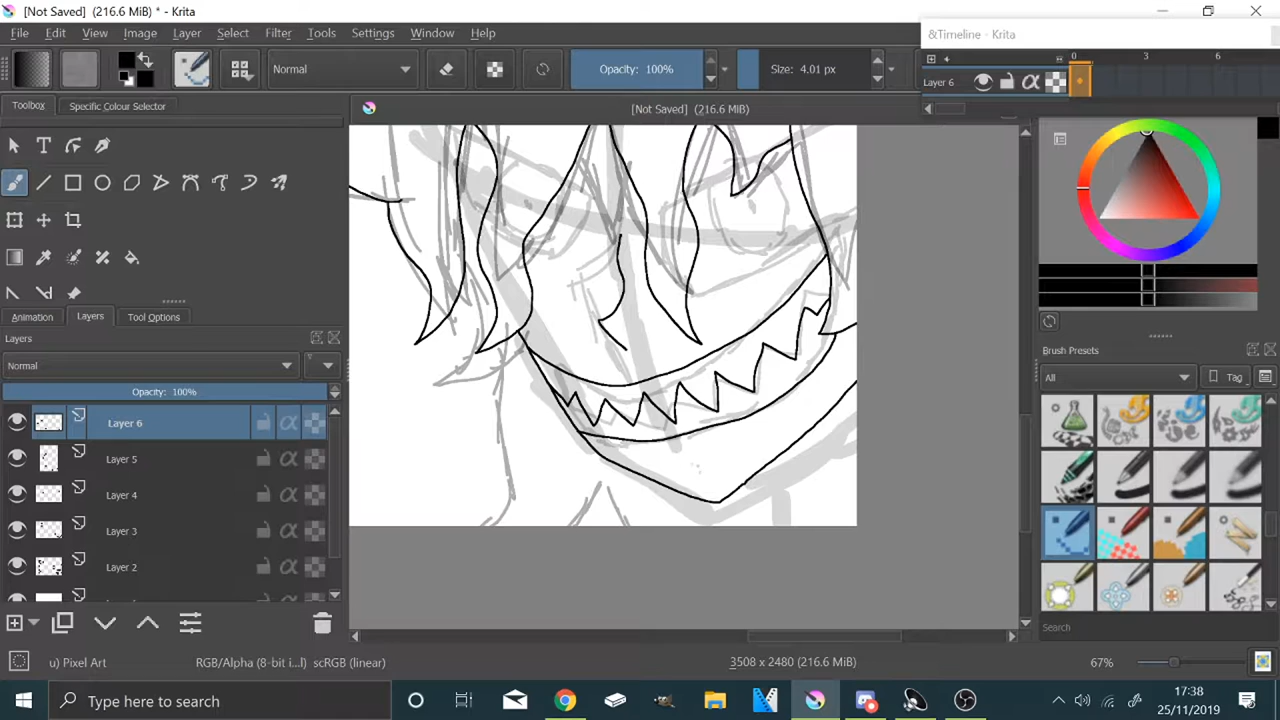 [Not Saved] (216.6 MiB) * - Krita
File Edit View Image Layer Select Filter Tools Settings Window Help
&Timeline - Krita
Normal
Opacity: 100%
Size: 4.01 px
0 3 6
Layer 6
Toolbox
Specific Colour Selector
[Not Saved] (216.6 MiB)
Animation
Layers
Tool Options
Layers
Normal
Opacity: 100%
Layer 6
Layer 5
Layer 4
Layer 3
Layer 2
Brush Presets
All
Tag
Search
u) Pixel Art
RGB/Alpha (8-bit i...l) scRGB (linear)
3508 x 2480 (216.6 MiB)
67%
Type here to search
17:38
25/11/2019